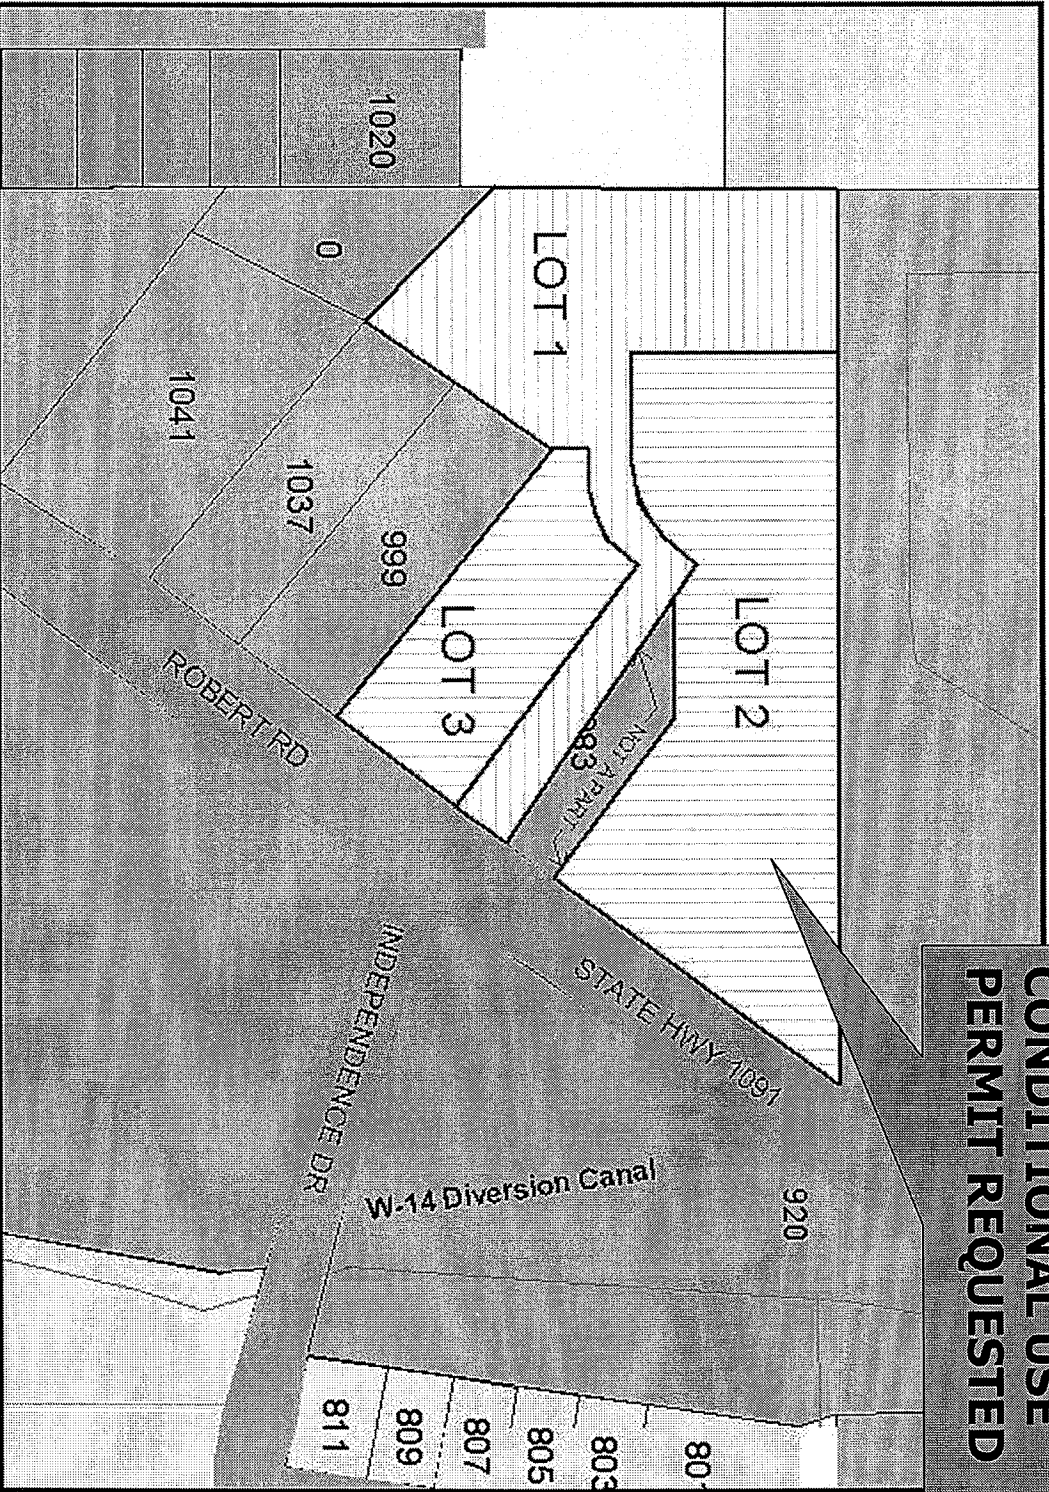 CONDITIONAL USE
PERMIT REQUESTED
1020
0
1041
1037
999
LOT 1
LOT 2
LOT 3
NOT A PART
ROBERT RD
STATE HWY 1091
INDEPENDENCE DR
W-14 Diversion Canal
920
811
809
807
805
803